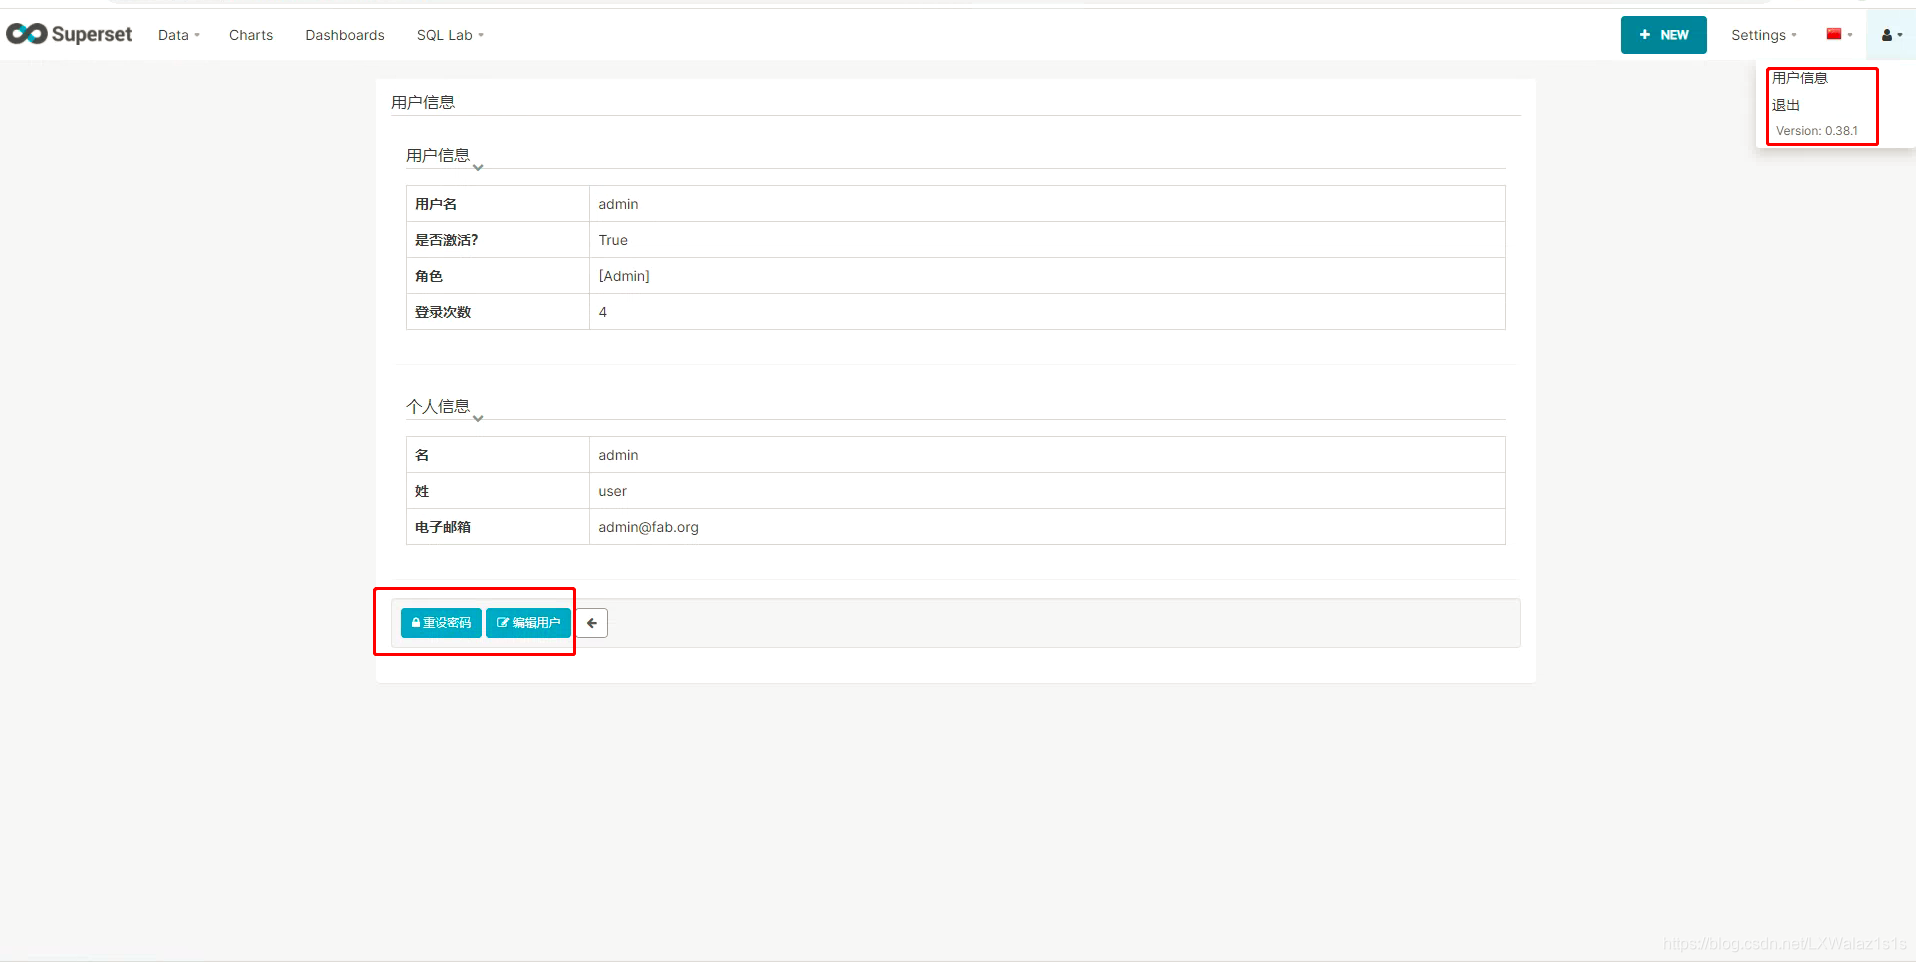 Superset Data Charts Dashboards SQL Lab + NEW Settings
用户信息
退出
Version: 0.38.1
用户信息
用户信息
用户名 admin
是否激活? True
角色 [Admin]
登录次数 4
个人信息
名 admin
姓 user
电子邮箱 admin@fab.org
重设密码 编辑用户
https://blog.csdn.net/LXWalaz1s1s